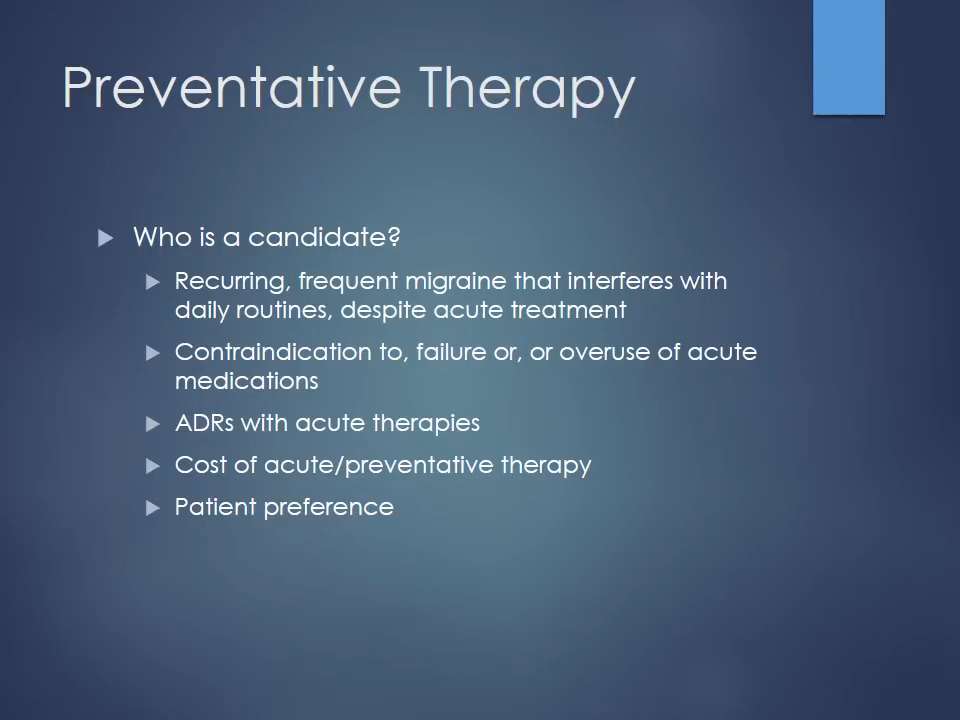 Preventative Therapy
Who is a candidate?
Recurring, frequent migraine that interferes with
daily routines, despite acute treatment
Contraindication to, failure or, or overuse of acute
medications
ADRs with acute therapies
Cost of acute/preventative therapy
Patient preference